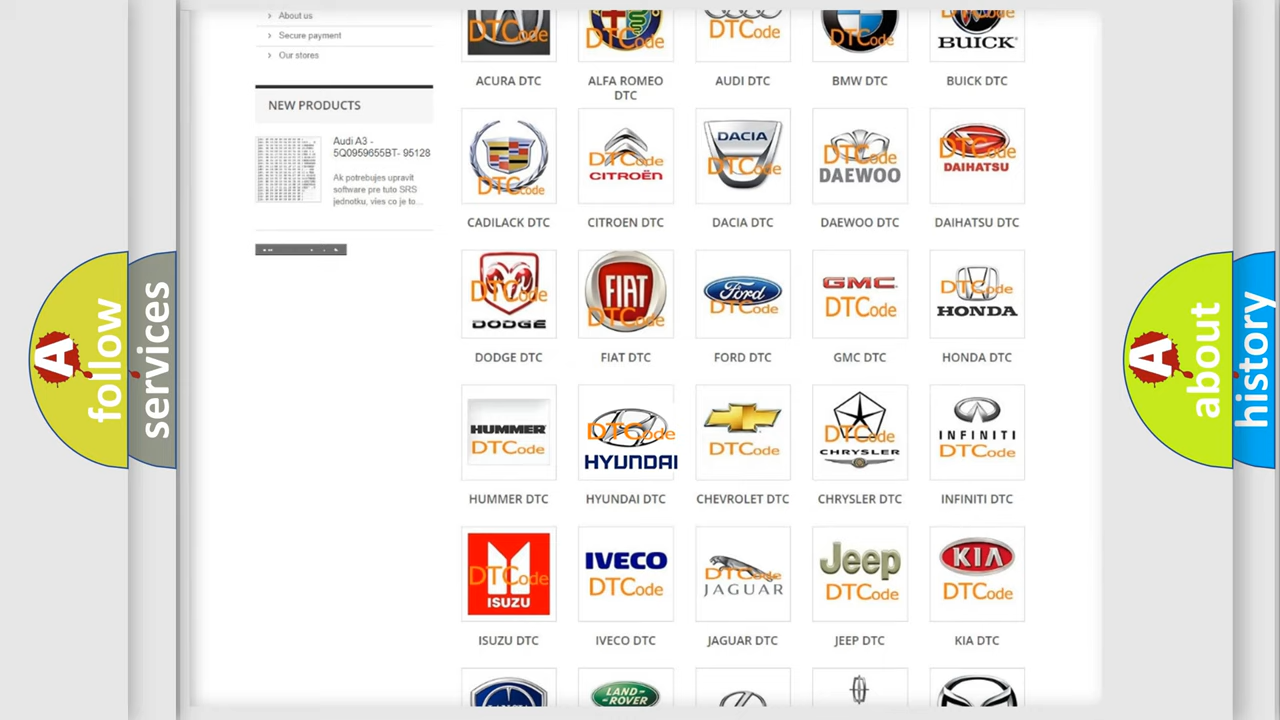 About us
Secure payment
Our stores
NEW PRODUCTS
Audi A3 -
5Q0959655BT- 95128
Ak potrebujes upravit
software pre tuto SRS
jednotku, vies co je to...
DTCode DTCode DTCode DTCode BUICK
ACURA DTC ALFA ROMEO DTC AUDI DTC BMW DTC BUICK DTC
DTCode DTCode CITROËN DACIA DTCode DTCode DAEWOO DTCode DAIHATSU
CADILACK DTC CITROEN DTC DACIA DTC DAEWOO DTC DAIHATSU DTC
DTCode DODGE FIAT DTCode Ford DTCode GMC DTCode DTCode HONDA
DODGE DTC FIAT DTC FORD DTC GMC DTC HONDA DTC
HUMMER DTCode DTCode HYUNDAI DTCode DTCode CHRYSLER INFINITI DTCode
HUMMER DTC HYUNDAI DTC CHEVROLET DTC CHRYSLER DTC INFINITI DTC
DTCode ISUZU IVECO DTCode DTCode JAGUAR Jeep DTCode KIA DTCode
ISUZU DTC IVECO DTC JAGUAR DTC JEEP DTC KIA DTC
LAND-
ROVER
A follow
services
A about
history